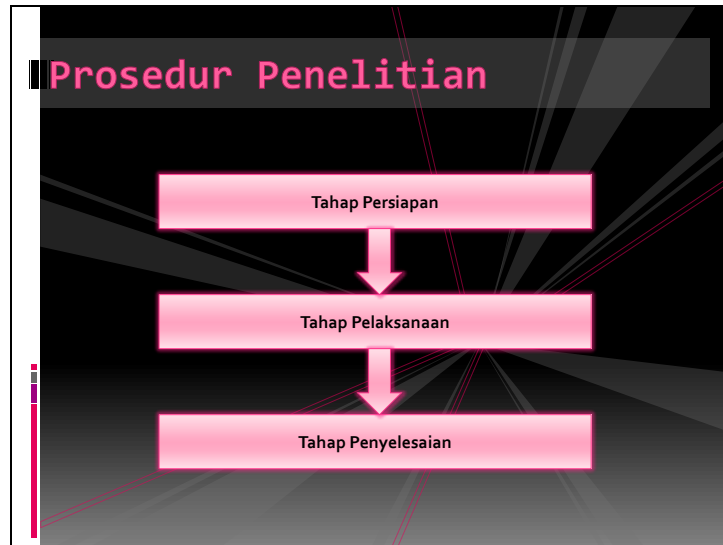 Prosedur Penelitian
Tahap Persiapan
Tahap Pelaksanaan
Tahap Penyelesaian